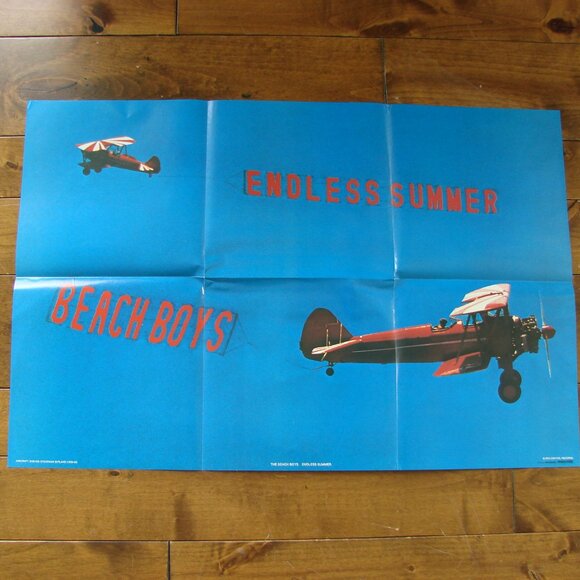 ENDLESS SUMMER
BEACH BOYS
THE BEACH BOYS ENDLESS SUMMER